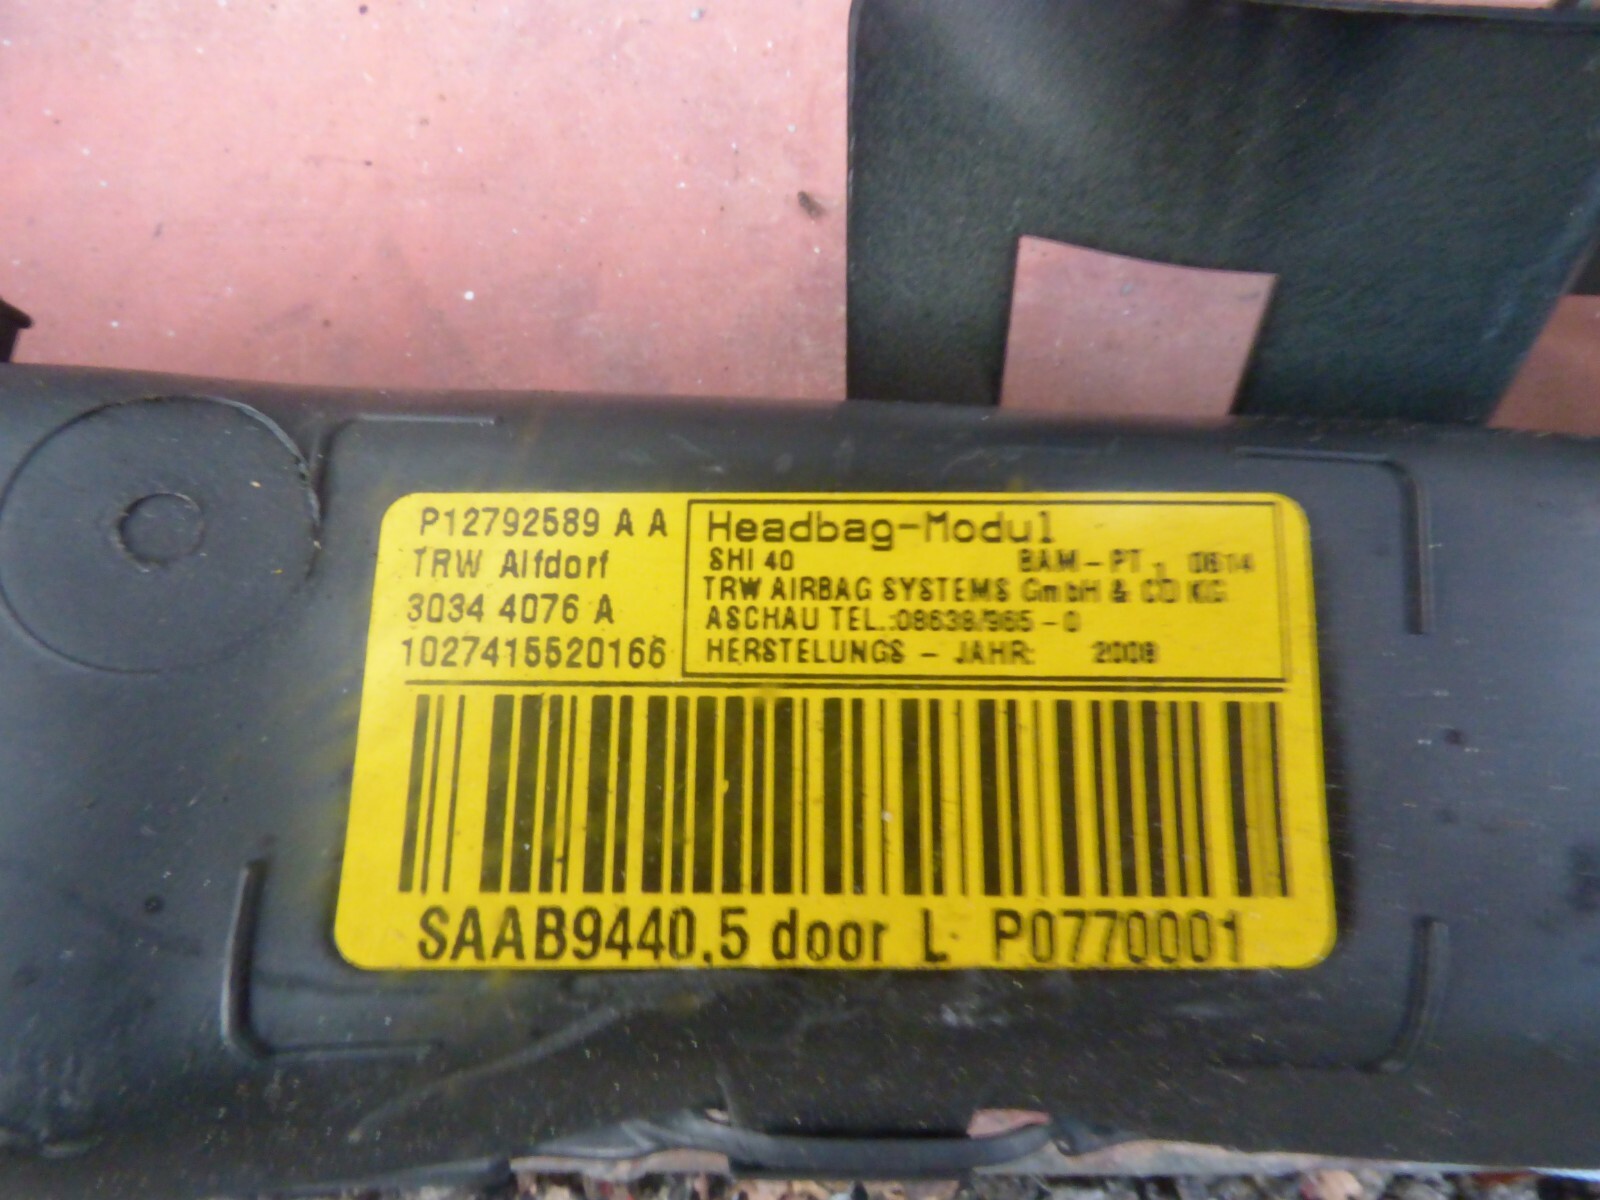 P12792589 A A
TRW Alfdorf
3034 4076 A
1027415520166
Headbag-Modul
SHI 40 BAM - PT, 0614
TRW AIRBAG SYSTEMS GmbH & CO KG
ASCHAU TEL.:08638/965 - 0
HERSTELUNGS - JAHR: 2008
SAAB9440.5 door L P0770001